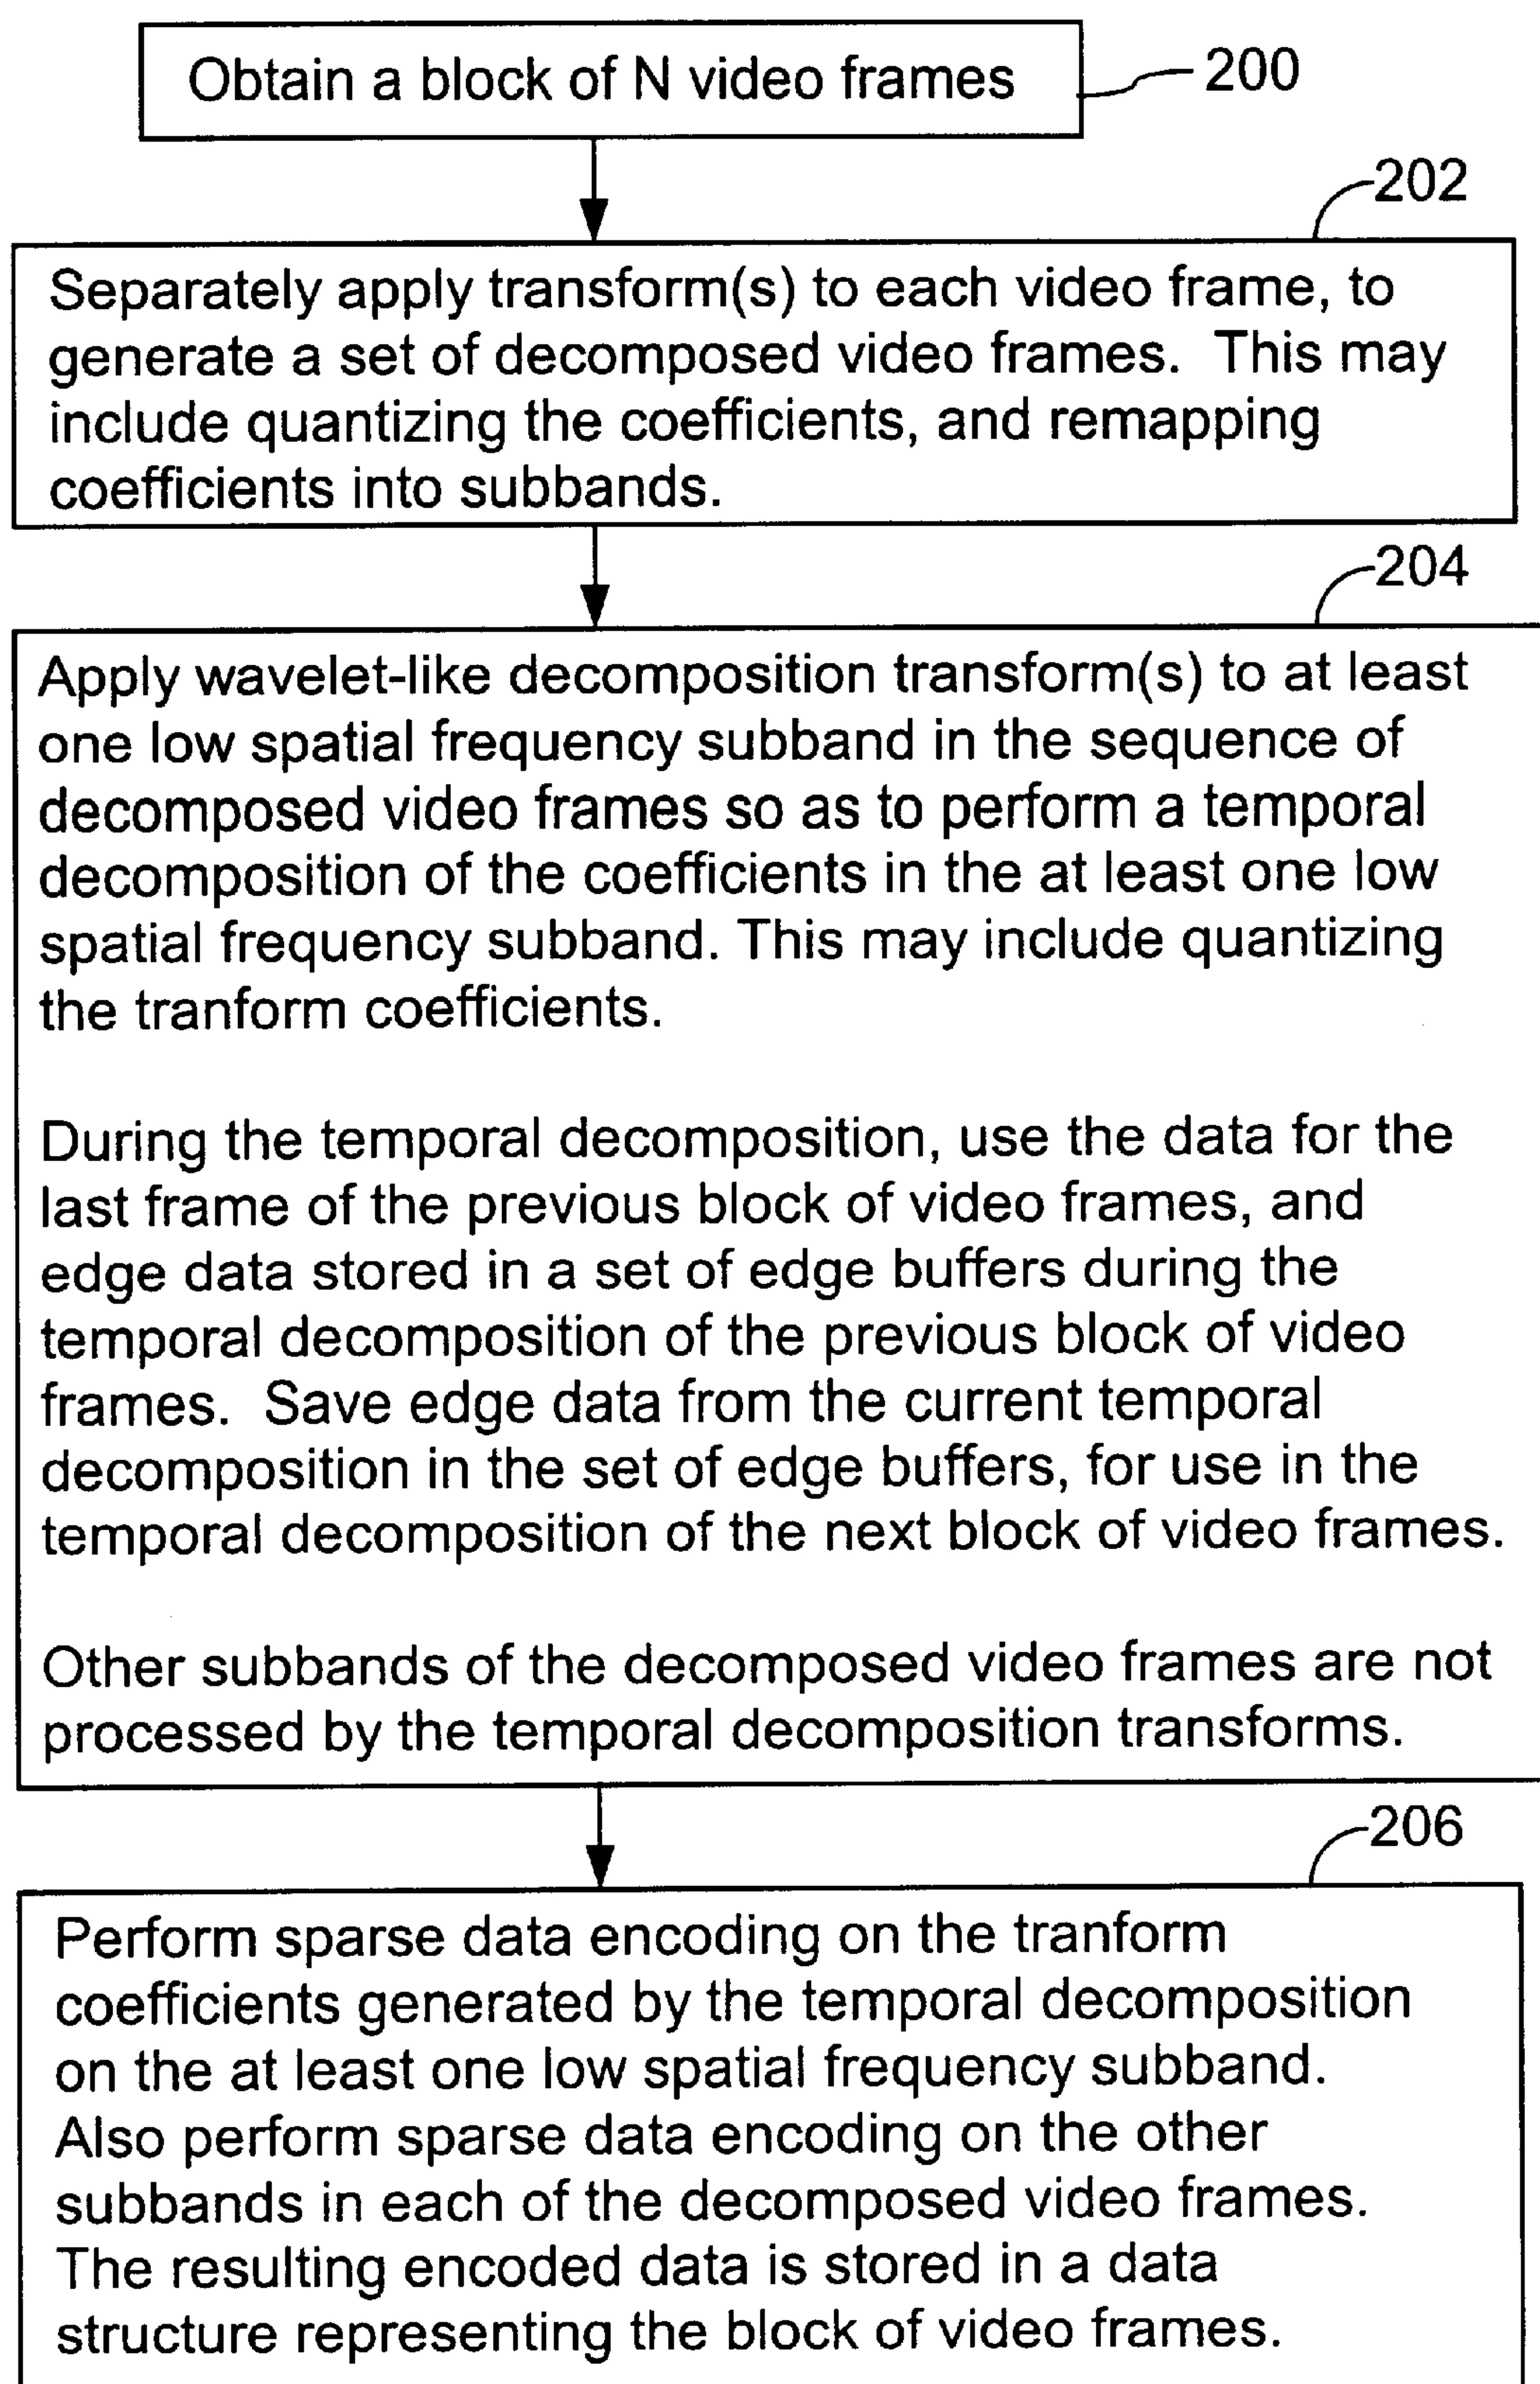 Obtain a block of N video frames
200
202
Separately apply transform(s) to each video frame, to
generate a set of decomposed video frames.  This may
include quantizing the coefficients, and remapping
coefficients into subbands.
204
Apply wavelet-like decomposition transform(s) to at least
one low spatial frequency subband in the sequence of
decomposed video frames so as to perform a temporal
decomposition of the coefficients in the at least one low
spatial frequency subband. This may include quantizing
the tranform coefficients.
During the temporal decomposition, use the data for the
last frame of the previous block of video frames, and
edge data stored in a set of edge buffers during the
temporal decomposition of the previous block of video
frames.  Save edge data from the current temporal
decomposition in the set of edge buffers, for use in the
temporal decomposition of the next block of video frames.
Other subbands of the decomposed video frames are not
processed by the temporal decomposition transforms.
206
Perform sparse data encoding on the tranform
coefficients generated by the temporal decomposition
on the at least one low spatial frequency subband.
Also perform sparse data encoding on the other
subbands in each of the decomposed video frames.
The resulting encoded data is stored in a data
structure representing the block of video frames.